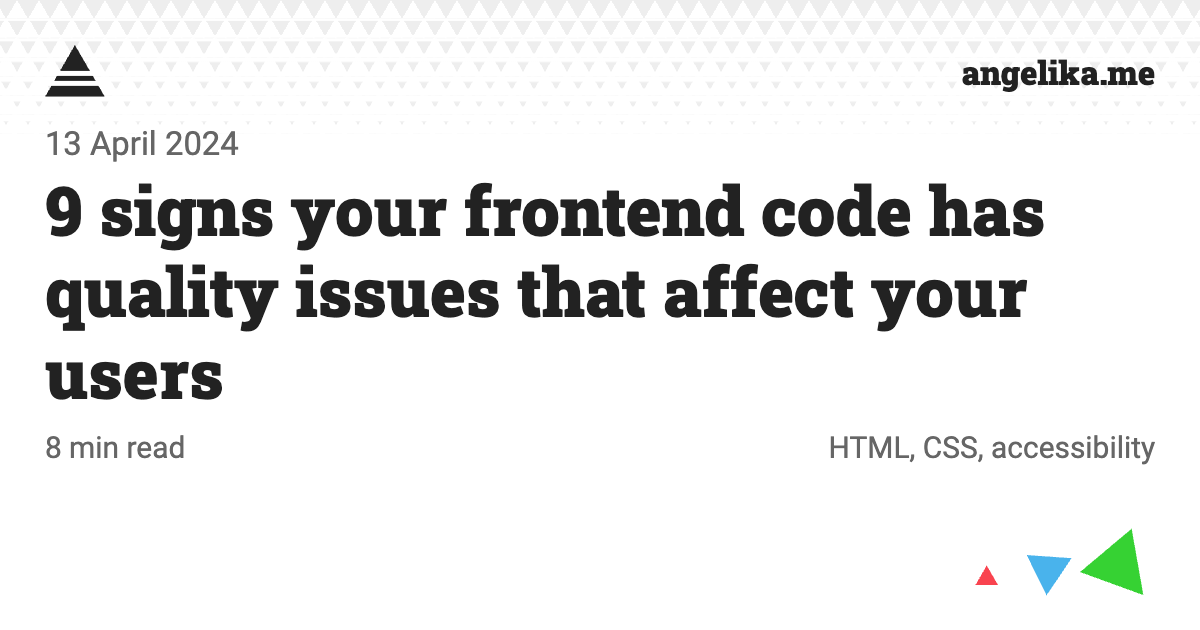 angelika.me
13 April 2024
9 signs your frontend code has
quality issues that affect your
users
8 min read
HTML, CSS, accessibility